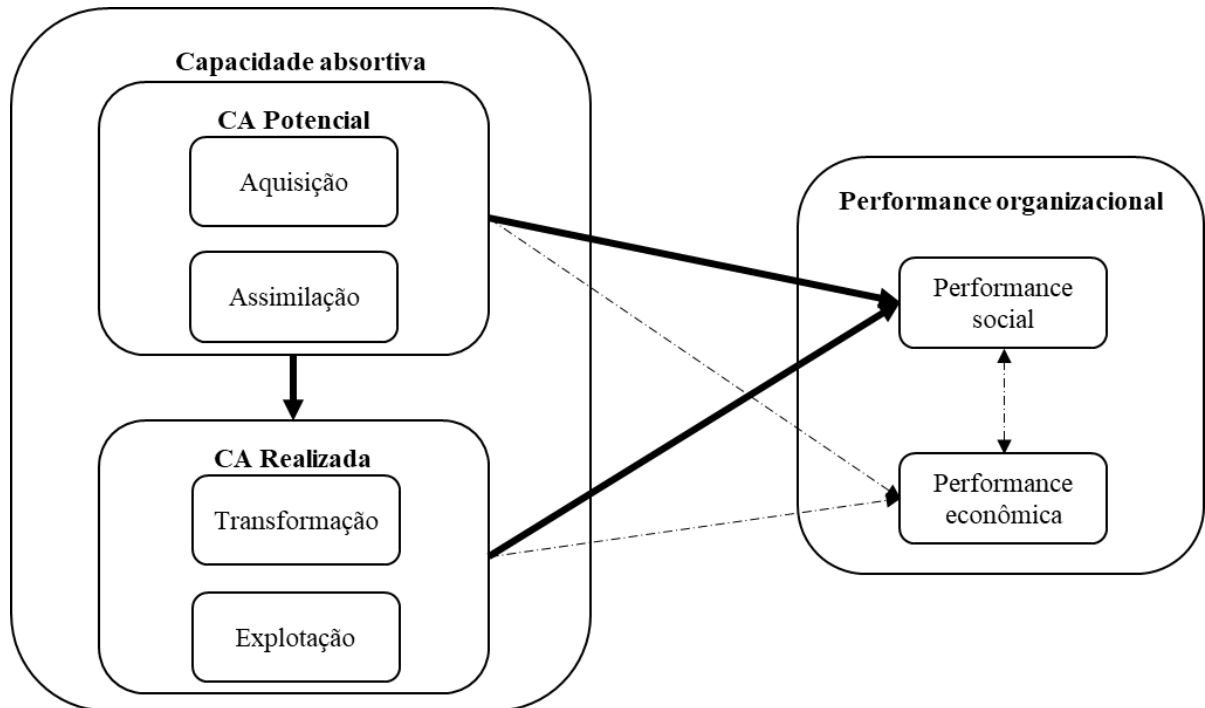 Capacidade absortiva
CA Potencial
Aquisição
Assimilação
CA Realizada
Transformação
Explotação
Performance organizacional
Performance
social
Performance
econômica